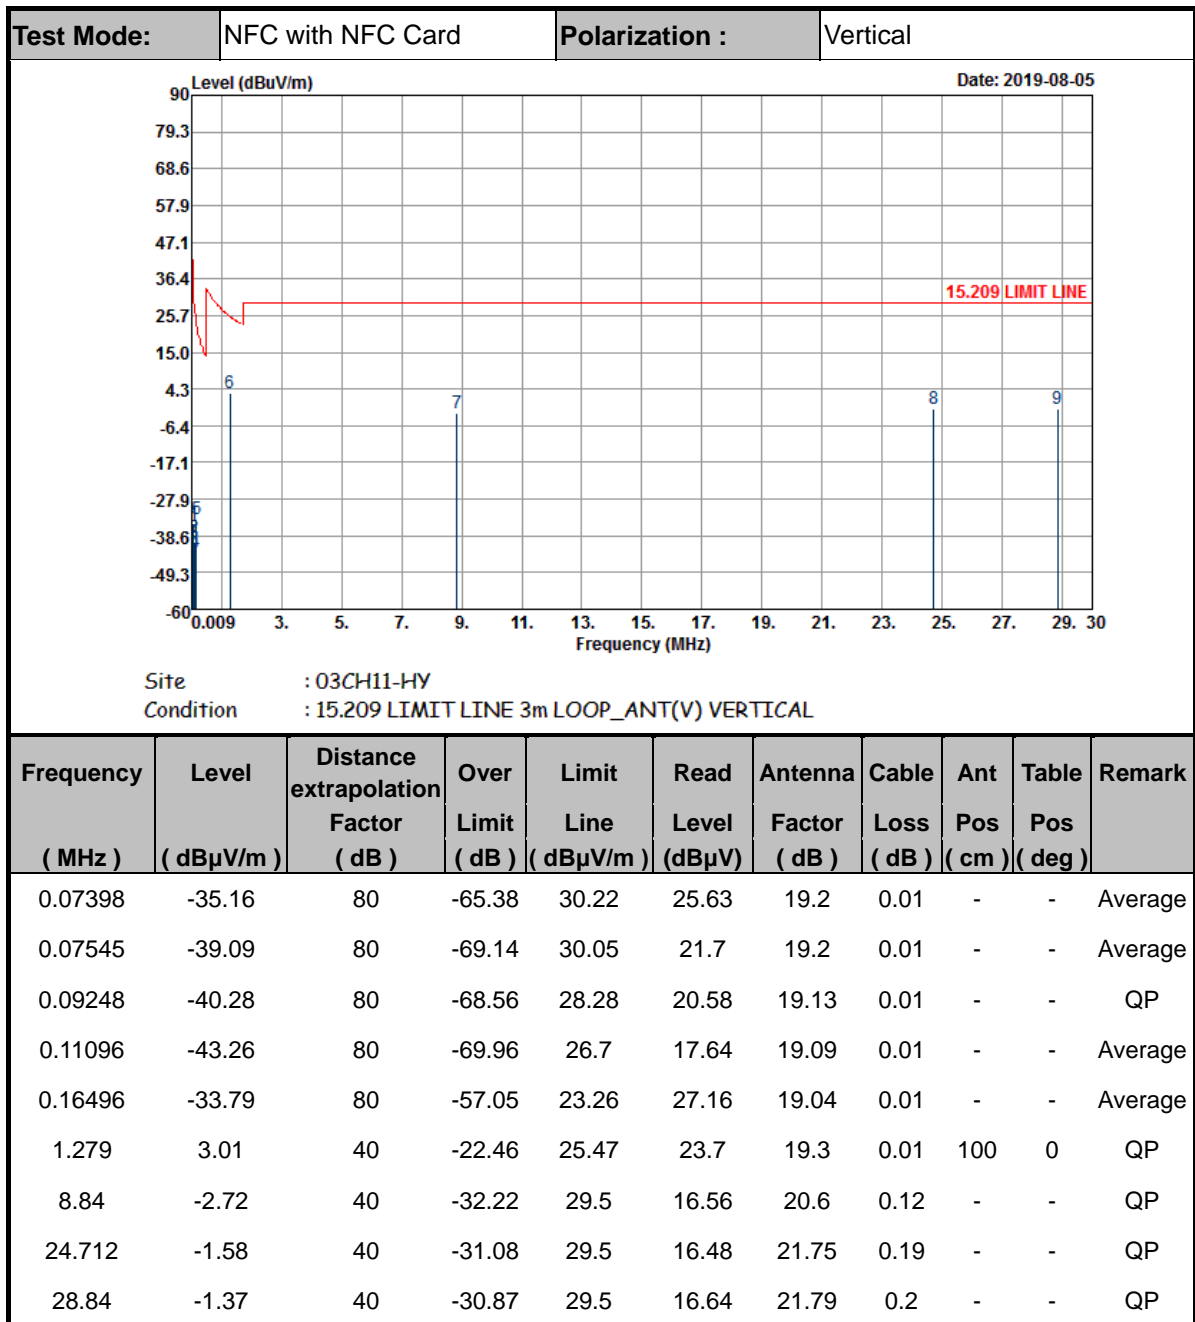 Test Mode: NFC with NFC Card Polarization : Vertical
Level (dBuV/m) Date: 2019-08-05
90
79.3
68.6
57.9
47.1
36.4
15.209 LIMIT LINE
25.7
15.0
6
4.3
7 8 9
-6.4
-17.1
-27.9
5
-38.6
-49.3
-60
0.009 3. 5. 7. 9. 11. 13. 15. 17. 19. 21. 23. 25. 27. 29. 30
Frequency (MHz)
Site : 03CH11-HY
Condition : 15.209 LIMIT LINE 3m LOOP_ANT(V) VERTICAL
Frequency Level Distance extrapolation Over Limit Read Antenna Cable Ant Table Remark
Factor Limit Line Level Factor Loss Pos Pos
( MHz ) ( dBµV/m ) ( dB ) ( dB ) ( dBµV/m ) (dBµV) ( dB ) ( dB ) ( cm ) ( deg )
0.07398 -35.16 80 -65.38 30.22 25.63 19.2 0.01 - - Average
0.07545 -39.09 80 -69.14 30.05 21.7 19.2 0.01 - - Average
0.09248 -40.28 80 -68.56 28.28 20.58 19.13 0.01 - - QP
0.11096 -43.26 80 -69.96 26.7 17.64 19.09 0.01 - - Average
0.16496 -33.79 80 -57.05 23.26 27.16 19.04 0.01 - - Average
1.279 3.01 40 -22.46 25.47 23.7 19.3 0.01 100 0 QP
8.84 -2.72 40 -32.22 29.5 16.56 20.6 0.12 - - QP
24.712 -1.58 40 -31.08 29.5 16.48 21.75 0.19 - - QP
28.84 -1.37 40 -30.87 29.5 16.64 21.79 0.2 - - QP